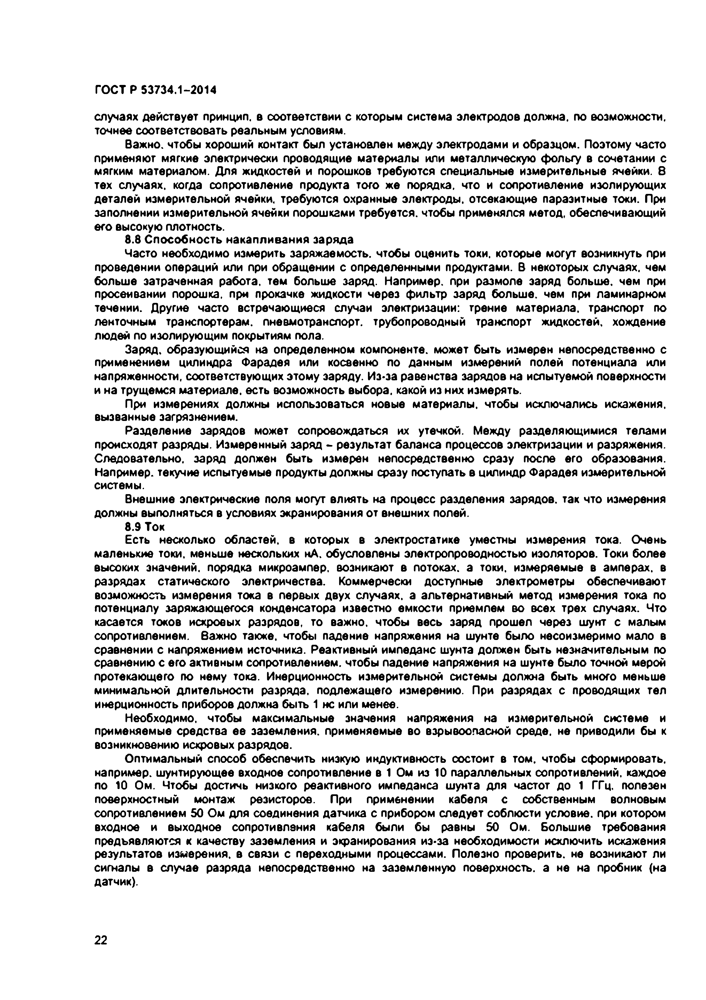 ГОСТ Р 53734.1–2014
случаях действует принцип, в соответствии с которым система электродов должна, по возможности,
точнее соответствовать реальным условиям.
Важно, чтобы хороший контакт был установлен между электродами и образцом. Поэтому часто
применяют мягкие электрически проводящие материалы или металлическую фольгу в сочетании с
мягким материалом. Для жидкостей и порошков требуются специальные измерительные ячейки. В
тех случаях, когда сопротивление продукта того же порядка, что и сопротивление изолирующих
деталей измерительной ячейки, требуются охранные электроды, отсекающие паразитные токи. При
заполнении измерительной ячейки порошками требуется, чтобы применялся метод, обеспечивающий
его высокую плотность.
8.8 Способность накапливания заряда
Часто необходимо измерить заряжаемость, чтобы оценить токи, которые могут возникнуть при
проведении операций или при обращении с определенными продуктами. В некоторых случаях, чем
больше затраченная работа, тем больше заряд. Например, при размоле заряд больше, чем при
просеивании порошка, при прокачке жидкости через фильтр заряд больше, чем при ламинарном
течении. Другие часто встречающиеся случаи электризации: трение материала, транспорт по
ленточным транспортерам, пневмотранспорт, трубопроводный транспорт жидкостей, хождение
людей по изолирующим покрытиям пола.
Заряд, образующийся на определенном компоненте, может быть измерен непосредственно с
применением цилиндра Фарадея или косвенно по данным измерений полей потенциала или
напряженности, соответствующих этому заряду. Из-за равенства зарядов на испытуемой поверхности
и на трущемся материале, есть возможность выбора, какой из них измерять.
При измерениях должны использоваться новые материалы, чтобы исключались искажения,
вызванные загрязнением.
Разделение зарядов может сопровождаться их утечкой. Между разделяющимися телами
происходят разряды. Измеренный заряд – результат баланса процессов электризации и разряжения.
Следовательно, заряд должен быть измерен непосредственно сразу после его образования.
Например, текучие испытуемые продукты должны сразу поступать в цилиндр Фарадея измерительной
системы.
Внешние электрические поля могут влиять на процесс разделения зарядов, так что измерения
должны выполняться в условиях экранирования от внешних полей.
8.9 Ток
Есть несколько областей, в которых в электростатике уместны измерения тока. Очень
маленькие токи, меньше нескольких нА, обусловлены электропроводностью изоляторов. Токи более
высоких значений, порядка микроампер, возникают в потоках, а токи, измеряемые в амперах, в
разрядах статического электричества. Коммерчески доступные электрометры обеспечивают
возможность измерения тока в первых двух случаях, а альтернативный метод измерения тока по
потенциалу заряжающегося конденсатора известно емкости приемлем во всех трех случаях. Что
касается токов искровых разрядов, то важно, чтобы весь заряд прошел через шунт с малым
сопротивлением. Важно также, чтобы падение напряжения на шунте было несоизмеримо мало в
сравнении с напряжением источника. Реактивный импеданс шунта должен быть незначительным по
сравнению с его активным сопротивлением, чтобы падение напряжения на шунте было точной мерой
протекающего по нему тока. Инерционность измерительной системы должна быть много меньше
минимальной длительности разряда, подлежащего измерению. При разрядах с проводящих тел
инерционность приборов должна быть 1 нс или менее.
Необходимо, чтобы максимальные значения напряжения на измерительной системе и
применяемые средства ее заземления, применяемые во взрывоопасной среде, не приводили бы к
возникновению искровых разрядов.
Оптимальный способ обеспечить низкую индуктивность состоит в том, чтобы сформировать,
например, шунтирующее входное сопротивление в 1 Ом из 10 параллельных сопротивлений, каждое
по 10 Ом. Чтобы достичь низкого реактивного импеданса шунта для частот до 1 ГГц, полезен
поверхностный монтаж резисторов. При применении кабеля с собственным волновым
сопротивлением 50 Ом для соединения датчика с прибором следует соблюсти условие, при котором
входное и выходное сопротивления кабеля были бы равны 50 Ом. Большие требования
предъявляются к качеству заземления и экранирования из-за необходимости исключить искажения
результатов измерения, в связи с переходными процессами. Полезно проверить, не возникают ли
сигналы в случае разряда непосредственно на заземленную поверхность, а не на пробник (на
датчик).
22